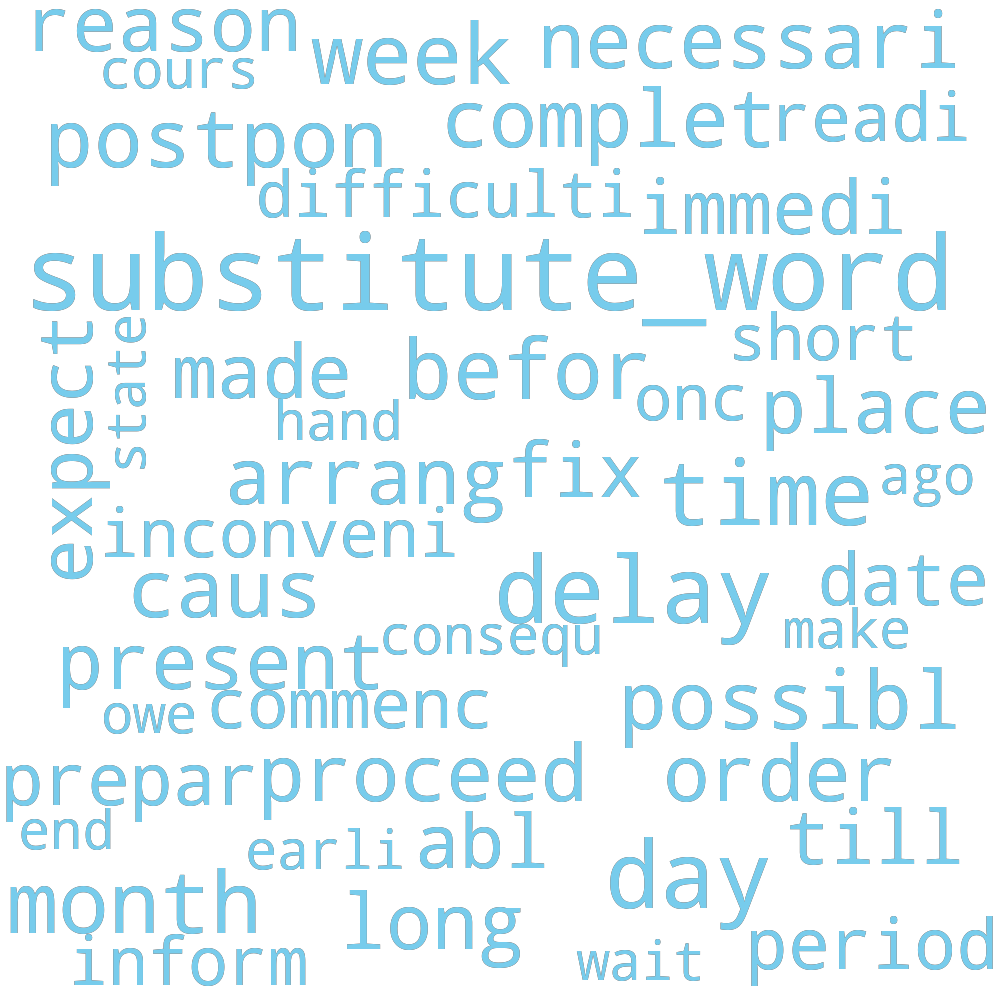 reason
week
necessari
cours
postpon
complet
readi
difficulti
immedi
substitute_word
expect
state
made
befor
short
hand
onc
place
arrang
fix
time
ago
inconveni
caus
delay
date
consequ
make
present
owe
commenc
possibl
prepar
proceed
order
end
earli
abl
till
month
long
day
inform
wait
period